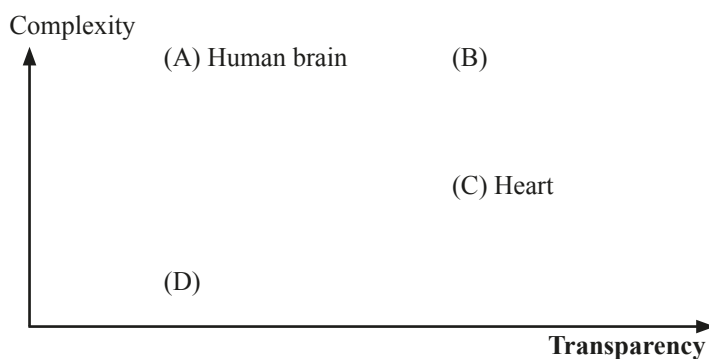 Complexity
(A) Human brain
(B)
(C) Heart
(D)
Transparency